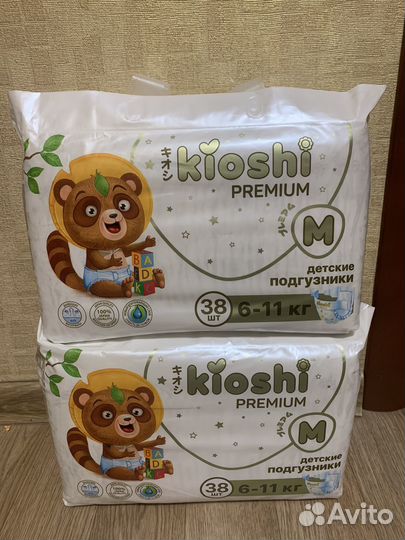 キオシ kioshi
PREMIUM
M
детские
подгузники
B A
D
100%
38
ШТ
6-11 кг
キオシ kioshi
PREMIUM
M
детские
подгузники
B A
D
38
ШТ
6-11 кг
Avito